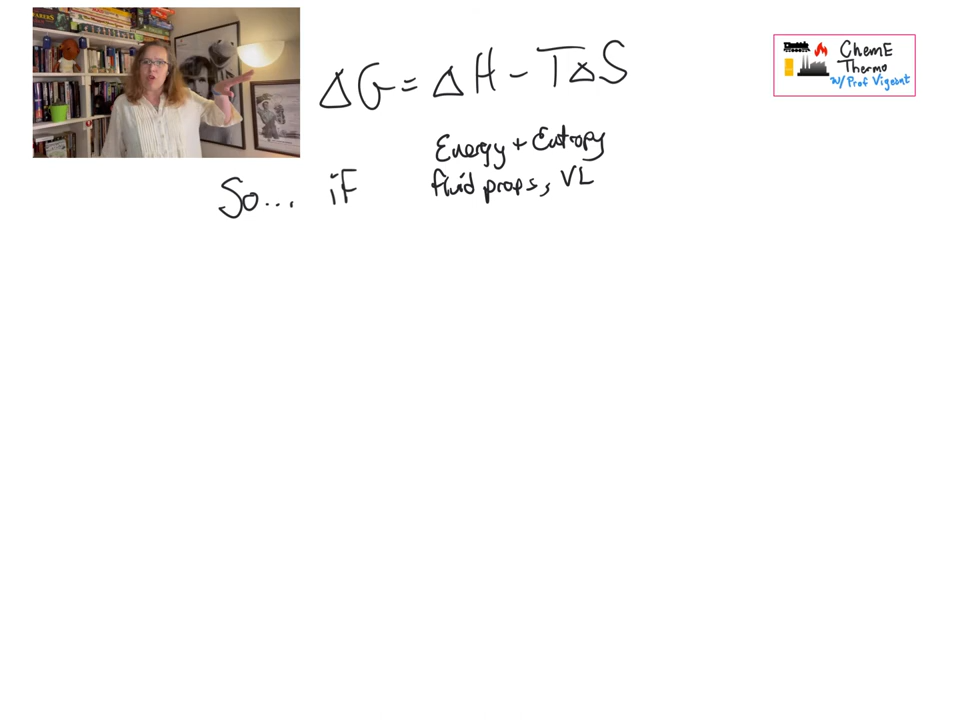 ΔG = ΔH - TΔS
ChemE
Thermo
w/ Prof Vigeant
Energy + Entropy
fluid props, VL
So... if